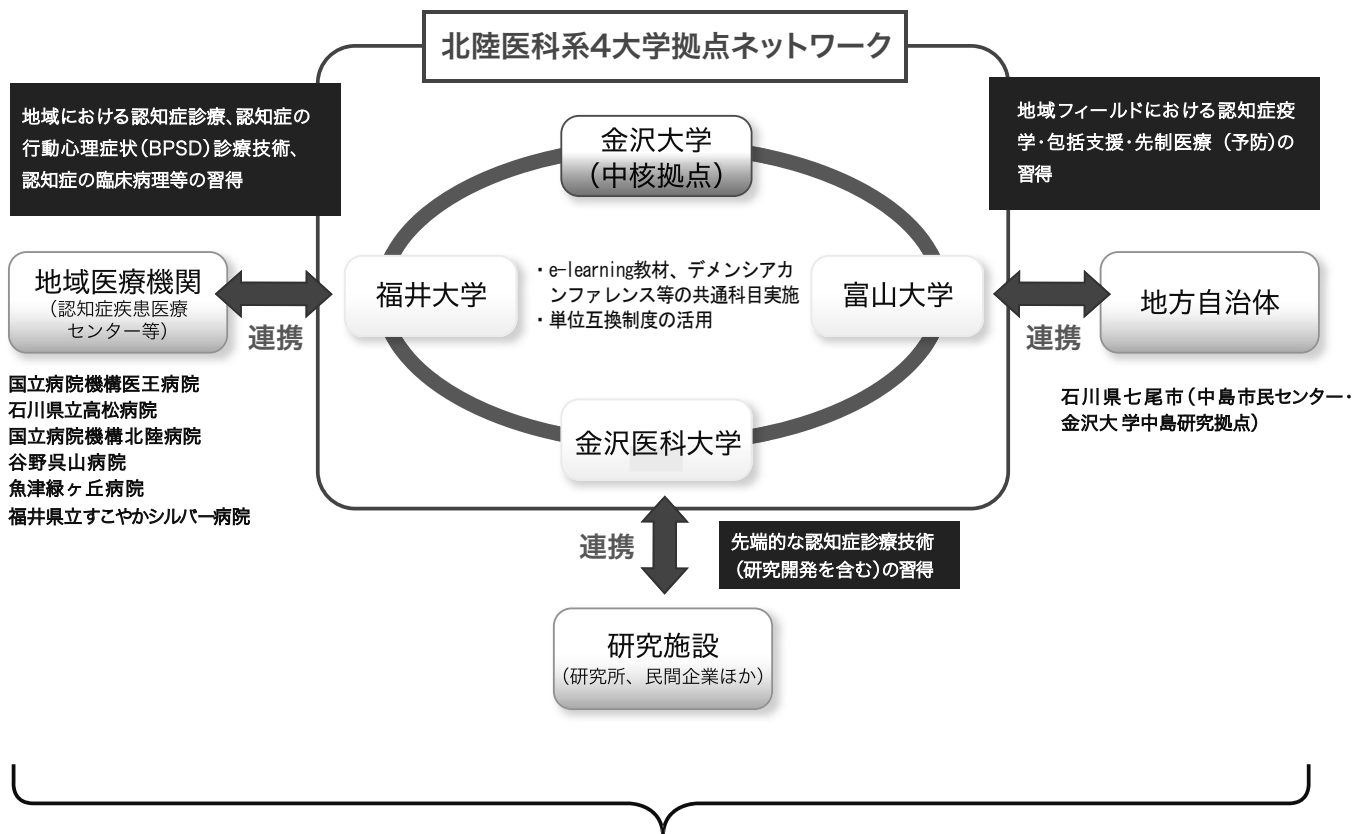 北陸医科系4大学拠点ネットワーク
地域における認知症診療、認知症の
行動心理症状（BPSD）診療技術、
認知症の臨床病理等の習得
地域フィールドにおける認知症疫
学・包括支援・先制医療（予防）の
習得
金沢大学
（中核拠点）
地域医療機関
（認知症疾患医療
センター等）
連携
福井大学
・e-learning教材、デメンシアカ
ンファレンス等の共通科目実施
・単位互換制度の活用
富山大学
連携
地方自治体
国立病院機構医王病院
石川県立高松病院
国立病院機構北陸病院
谷野呉山病院
魚津緑ヶ丘病院
福井県立すこやかシルバー病院
石川県七尾市（中島市民センター・
金沢大学中島研究拠点）
金沢医科大学
連携
先端的な認知症診療技術
（研究開発を含む）の習得
研究施設
（研究所、民間企業ほか）